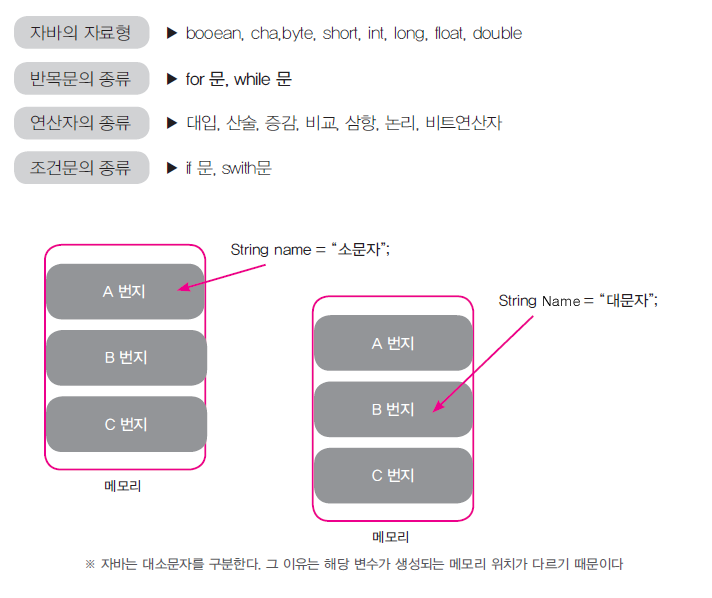 자바의 자료형 ▶ booean, cha,byte, short, int, long, float, double
반목문의 종류 ▶ for 문, while 문
연산자의 종류 ▶ 대입, 산술, 증감, 비교, 삼항, 논리, 비트연산자
조건문의 종류 ▶ if 문, swith문
String name = “소문자”;
A 번지
B 번지
C 번지
메모리
String Name = “대문자”;
A 번지
B 번지
C 번지
메모리
※ 자바는 대소문자를 구분한다. 그 이유는 해당 변수가 생성되는 메모리 위치가 다르기 때문이다